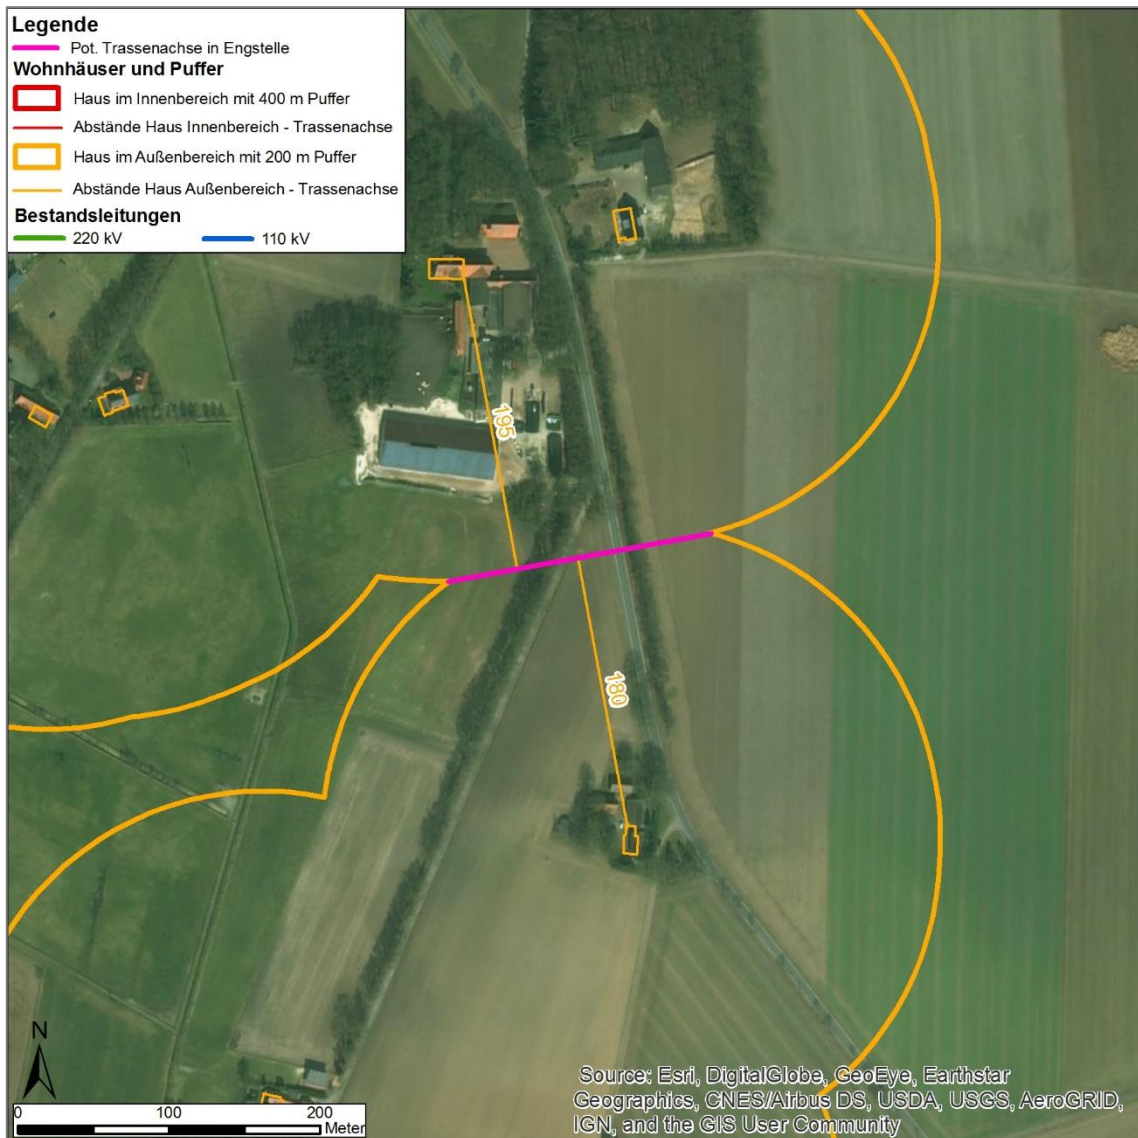 Legende
Pot. Trassenachse in Engstelle
Wohnhäuser und Puffer
Haus im Innenbereich mit 400 m Puffer
Abstände Haus Innenbereich - Trassenachse
Haus im Außenbereich mit 200 m Puffer
Abstände Haus Außenbereich - Trassenachse
Bestandsleitungen
220 kV 110 kV
195
180
N
0 100 200
Meter
Source: Esri, DigitalGlobe, GeoEye, Earthstar
Geographics, CNES/Airbus DS, USDA, USGS, AeroGRID,
IGN, and the GIS User Community